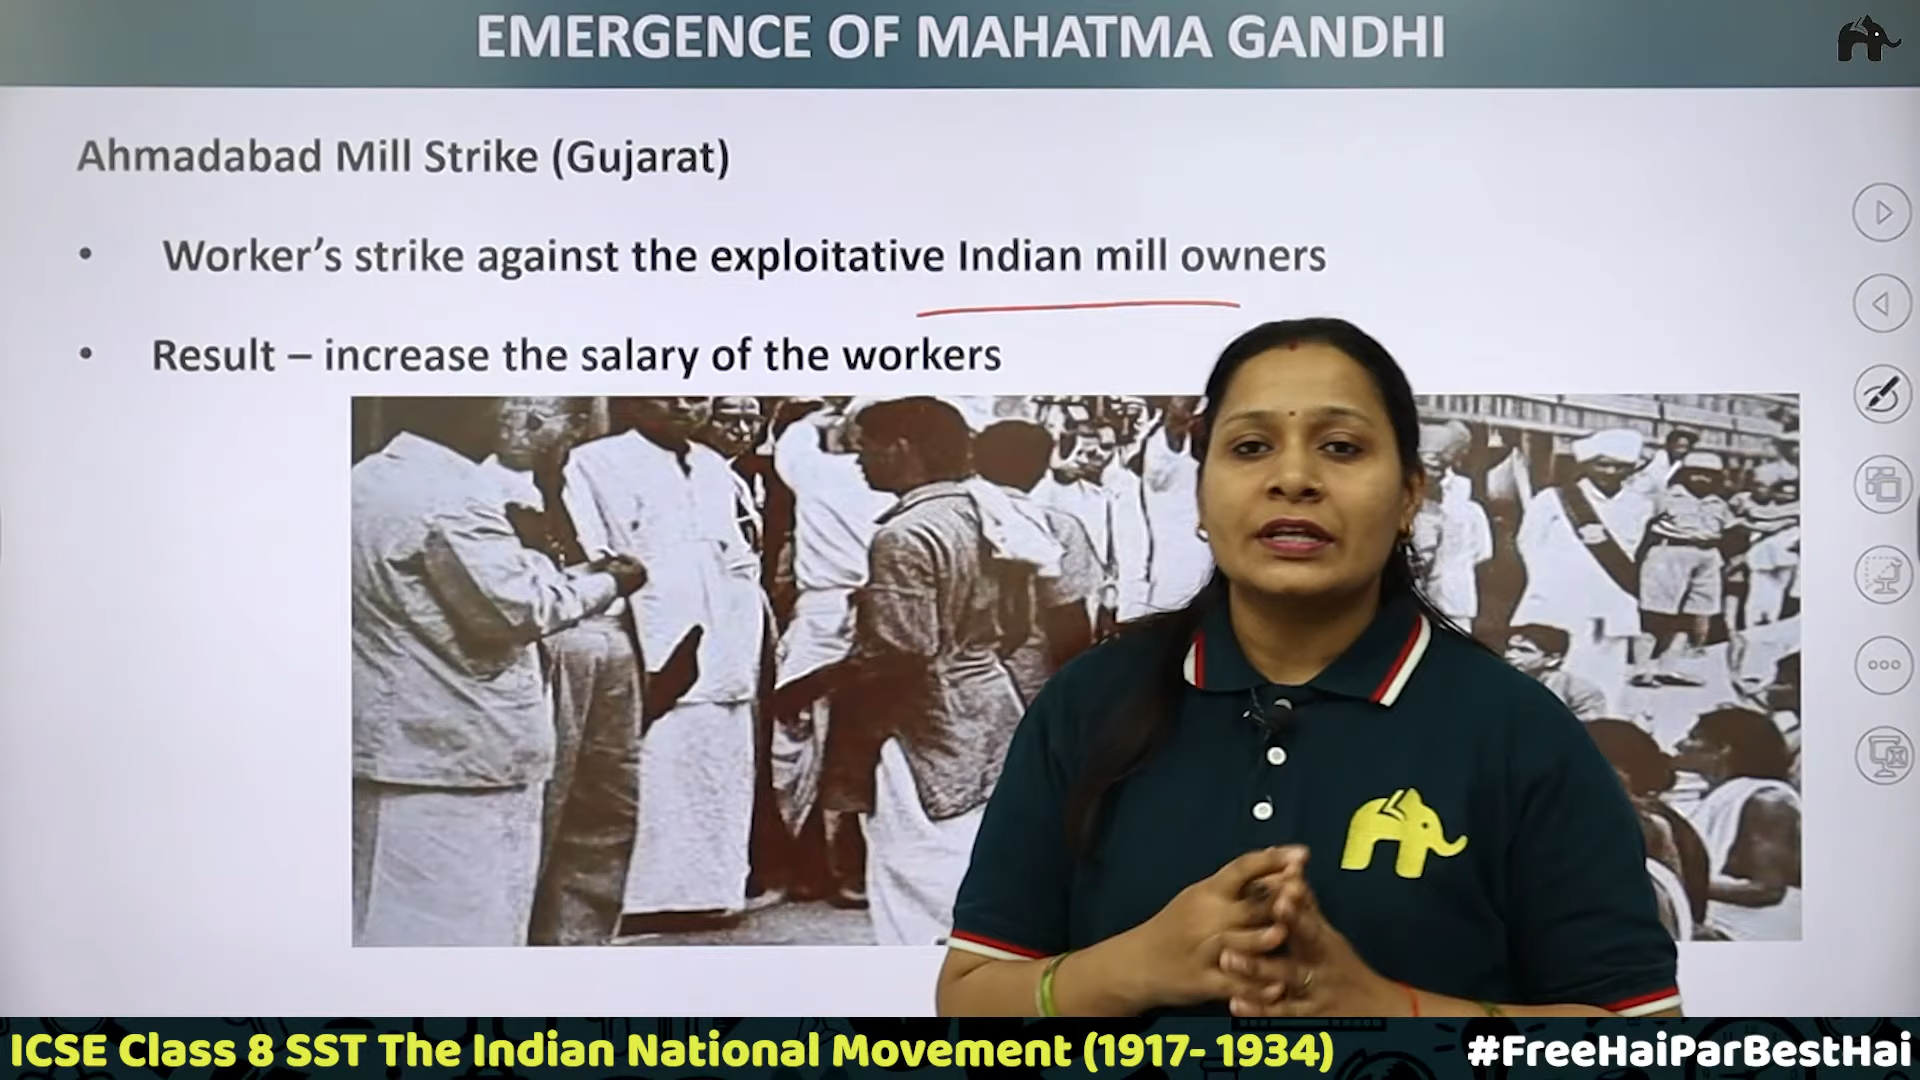 EMERGENCE OF MAHATMA GANDHI
Ahmadabad Mill Strike (Gujarat)
• Worker’s strike against the exploitative Indian mill owners
• Result – increase the salary of the workers
ICSE Class 8 SST The Indian National Movement (1917- 1934)
#FreeHaiParBestHai